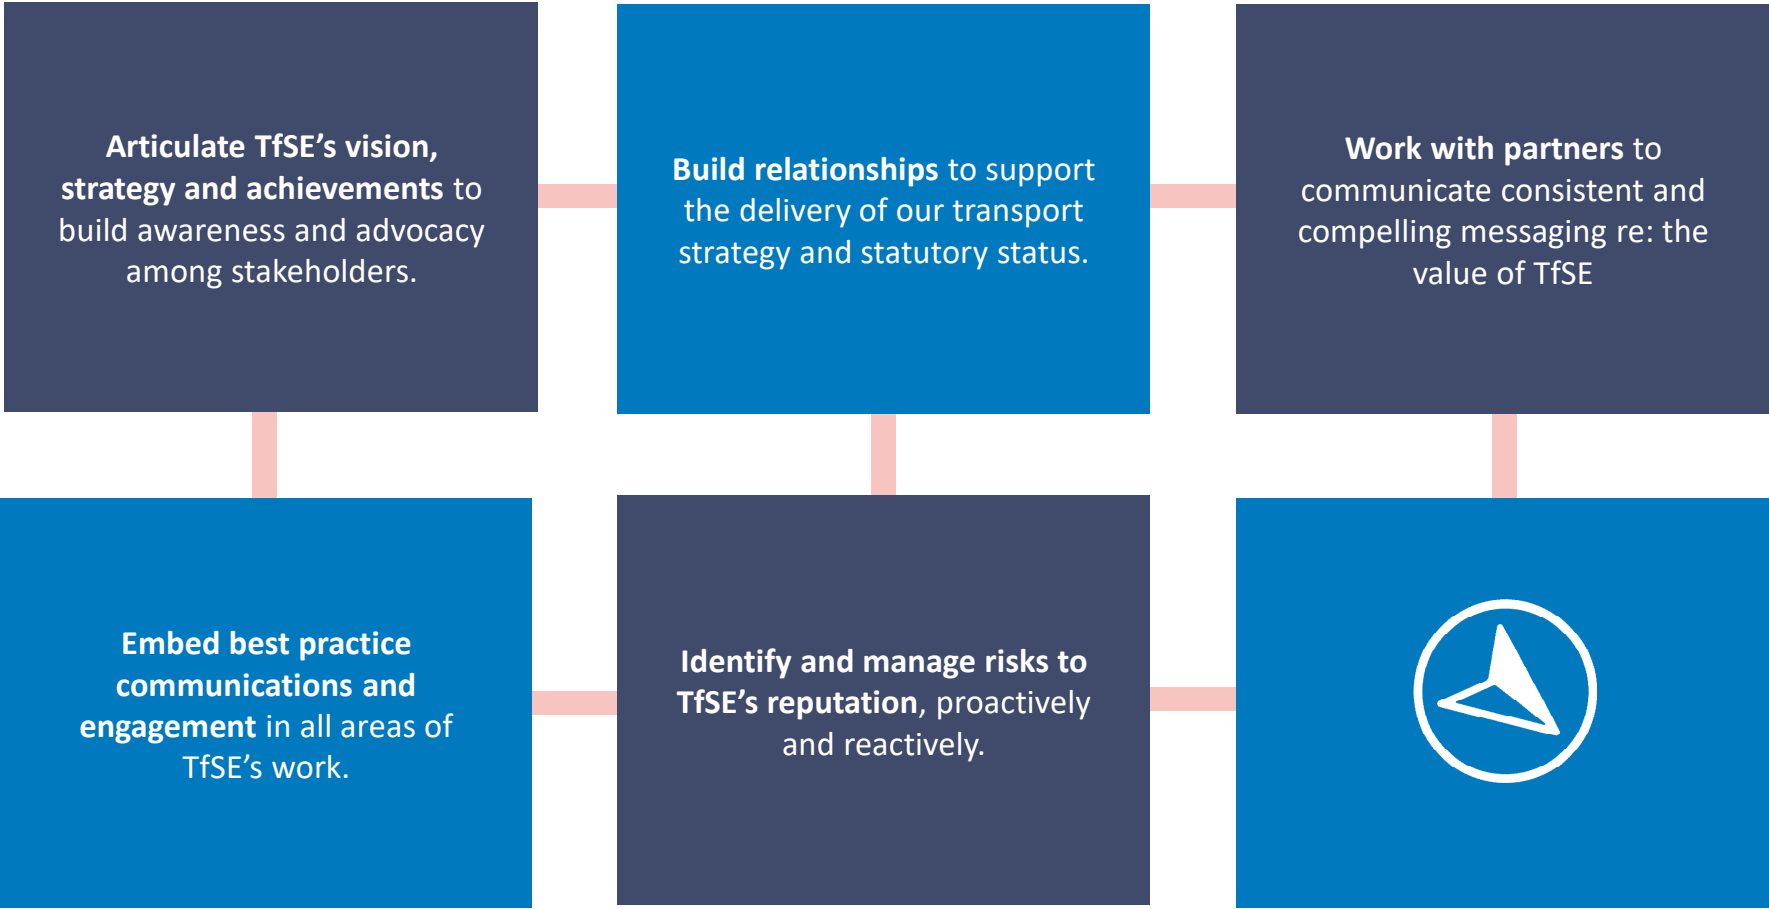 Articulate TfSE’s vision,
strategy and achievements to
build awareness and advocacy
among stakeholders.
Build relationships to support
the delivery of our transport
strategy and statutory status.
Work with partners to
communicate consistent and
compelling messaging re: the
value of TfSE
Embed best practice
communications and
engagement in all areas of
TfSE’s work.
Identify and manage risks to
TfSE’s reputation, proactively
and reactively.